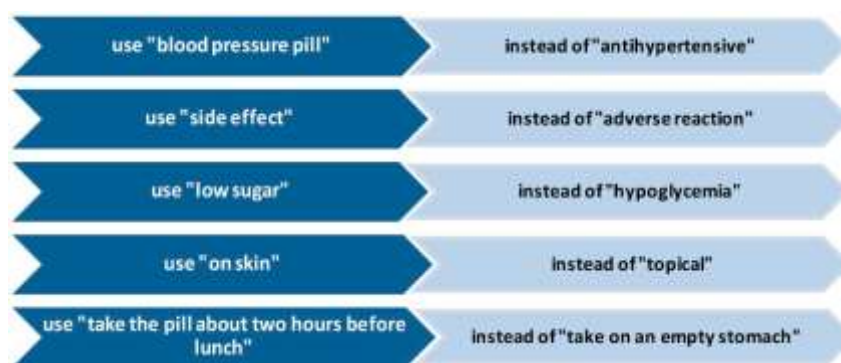 use "blood pressure pill"
instead of "antihypertensive"
use "side effect"
instead of "adverse reaction"
use "low sugar"
instead of "hypoglycemia"
use "on skin"
instead of "topical"
use "take the pill about two hours before
lunch"
instead of "take on an empty stomach"